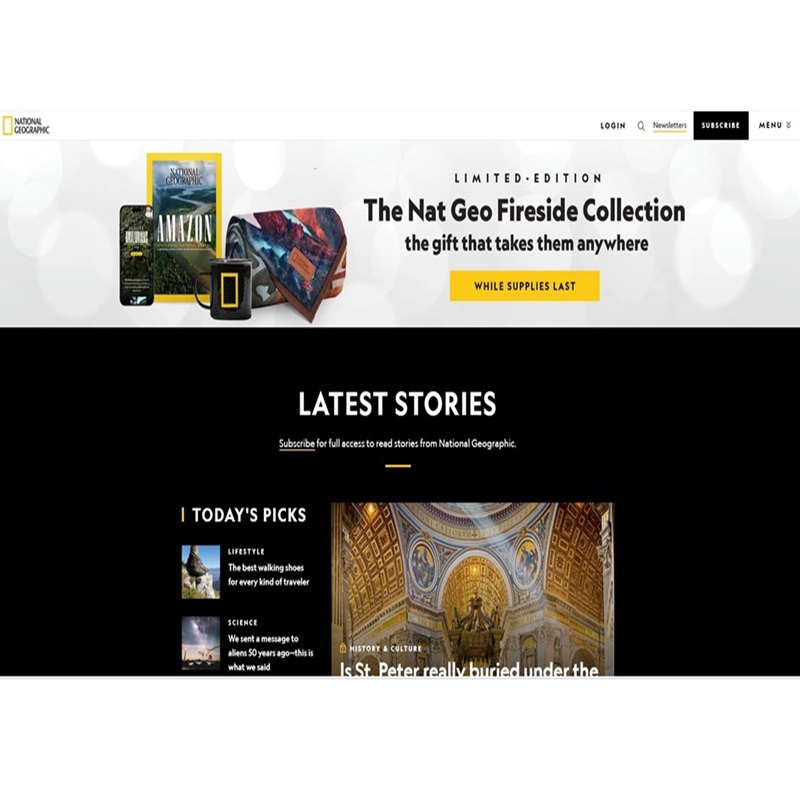 NATIONAL
GEOGRAPHIC
LOGIN
Newsletters
SUBSCRIBE
MENU
NATIONAL
GEOGRAPHIC
AMAZON
LIMITED-EDITION
The Nat Geo Fireside Collection
the gift that takes them anywhere
WHILE SUPPLIES LAST
LATEST STORIES
Subscribe for full access to read stories from National Geographic.
TODAY'S PICKS
LIFESTYLE
The best walking shoes
for every kind of traveler
SCIENCE
We sent a message to
aliens 50 years ago—this is
what we said
HISTORY & CULTURE
Is St. Peter really buried under the